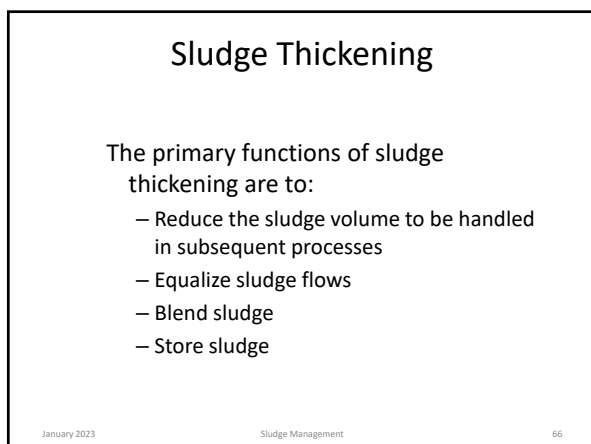 Sludge Thickening
The primary functions of sludge
thickening are to:
– Reduce the sludge volume to be handled
in subsequent processes
– Equalize sludge flows
– Blend sludge
– Store sludge
January 2023 Sludge Management 66